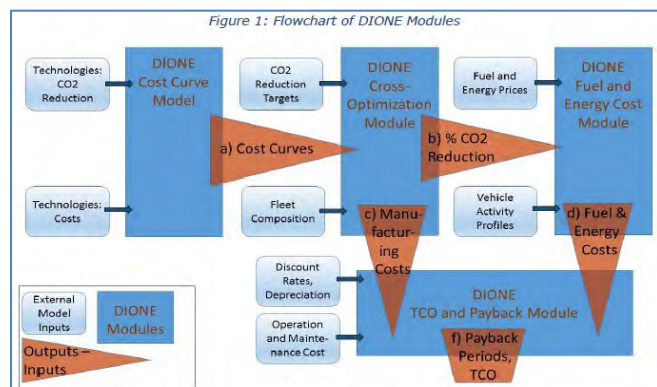 Figure 1: Flowchart of DIONE Modules
Technologies:
CO2
Reduction
DIONE
Cost Curve
Model
CO2
Reduction
Targets
DIONE
Cross-
Optimization
Module
Fuel and
Energy Prices
DIONE
Fuel and
Energy Cost
Module
a) Cost Curves
b) % CO2
Reduction
Technologies:
Costs
Fleet
Composition
c) Manu-
factur-
ing
Costs
Vehicle
Activity
Profiles
d) Fuel &
Energy
Costs
Discount
Rates,
Depreciation
DIONE
TCO and Payback Module
Operation
and Mainte-
nance Cost
f) Payback
Periods,
TCO
External
Model
Inputs
DIONE
Modules
Outputs –
Inputs